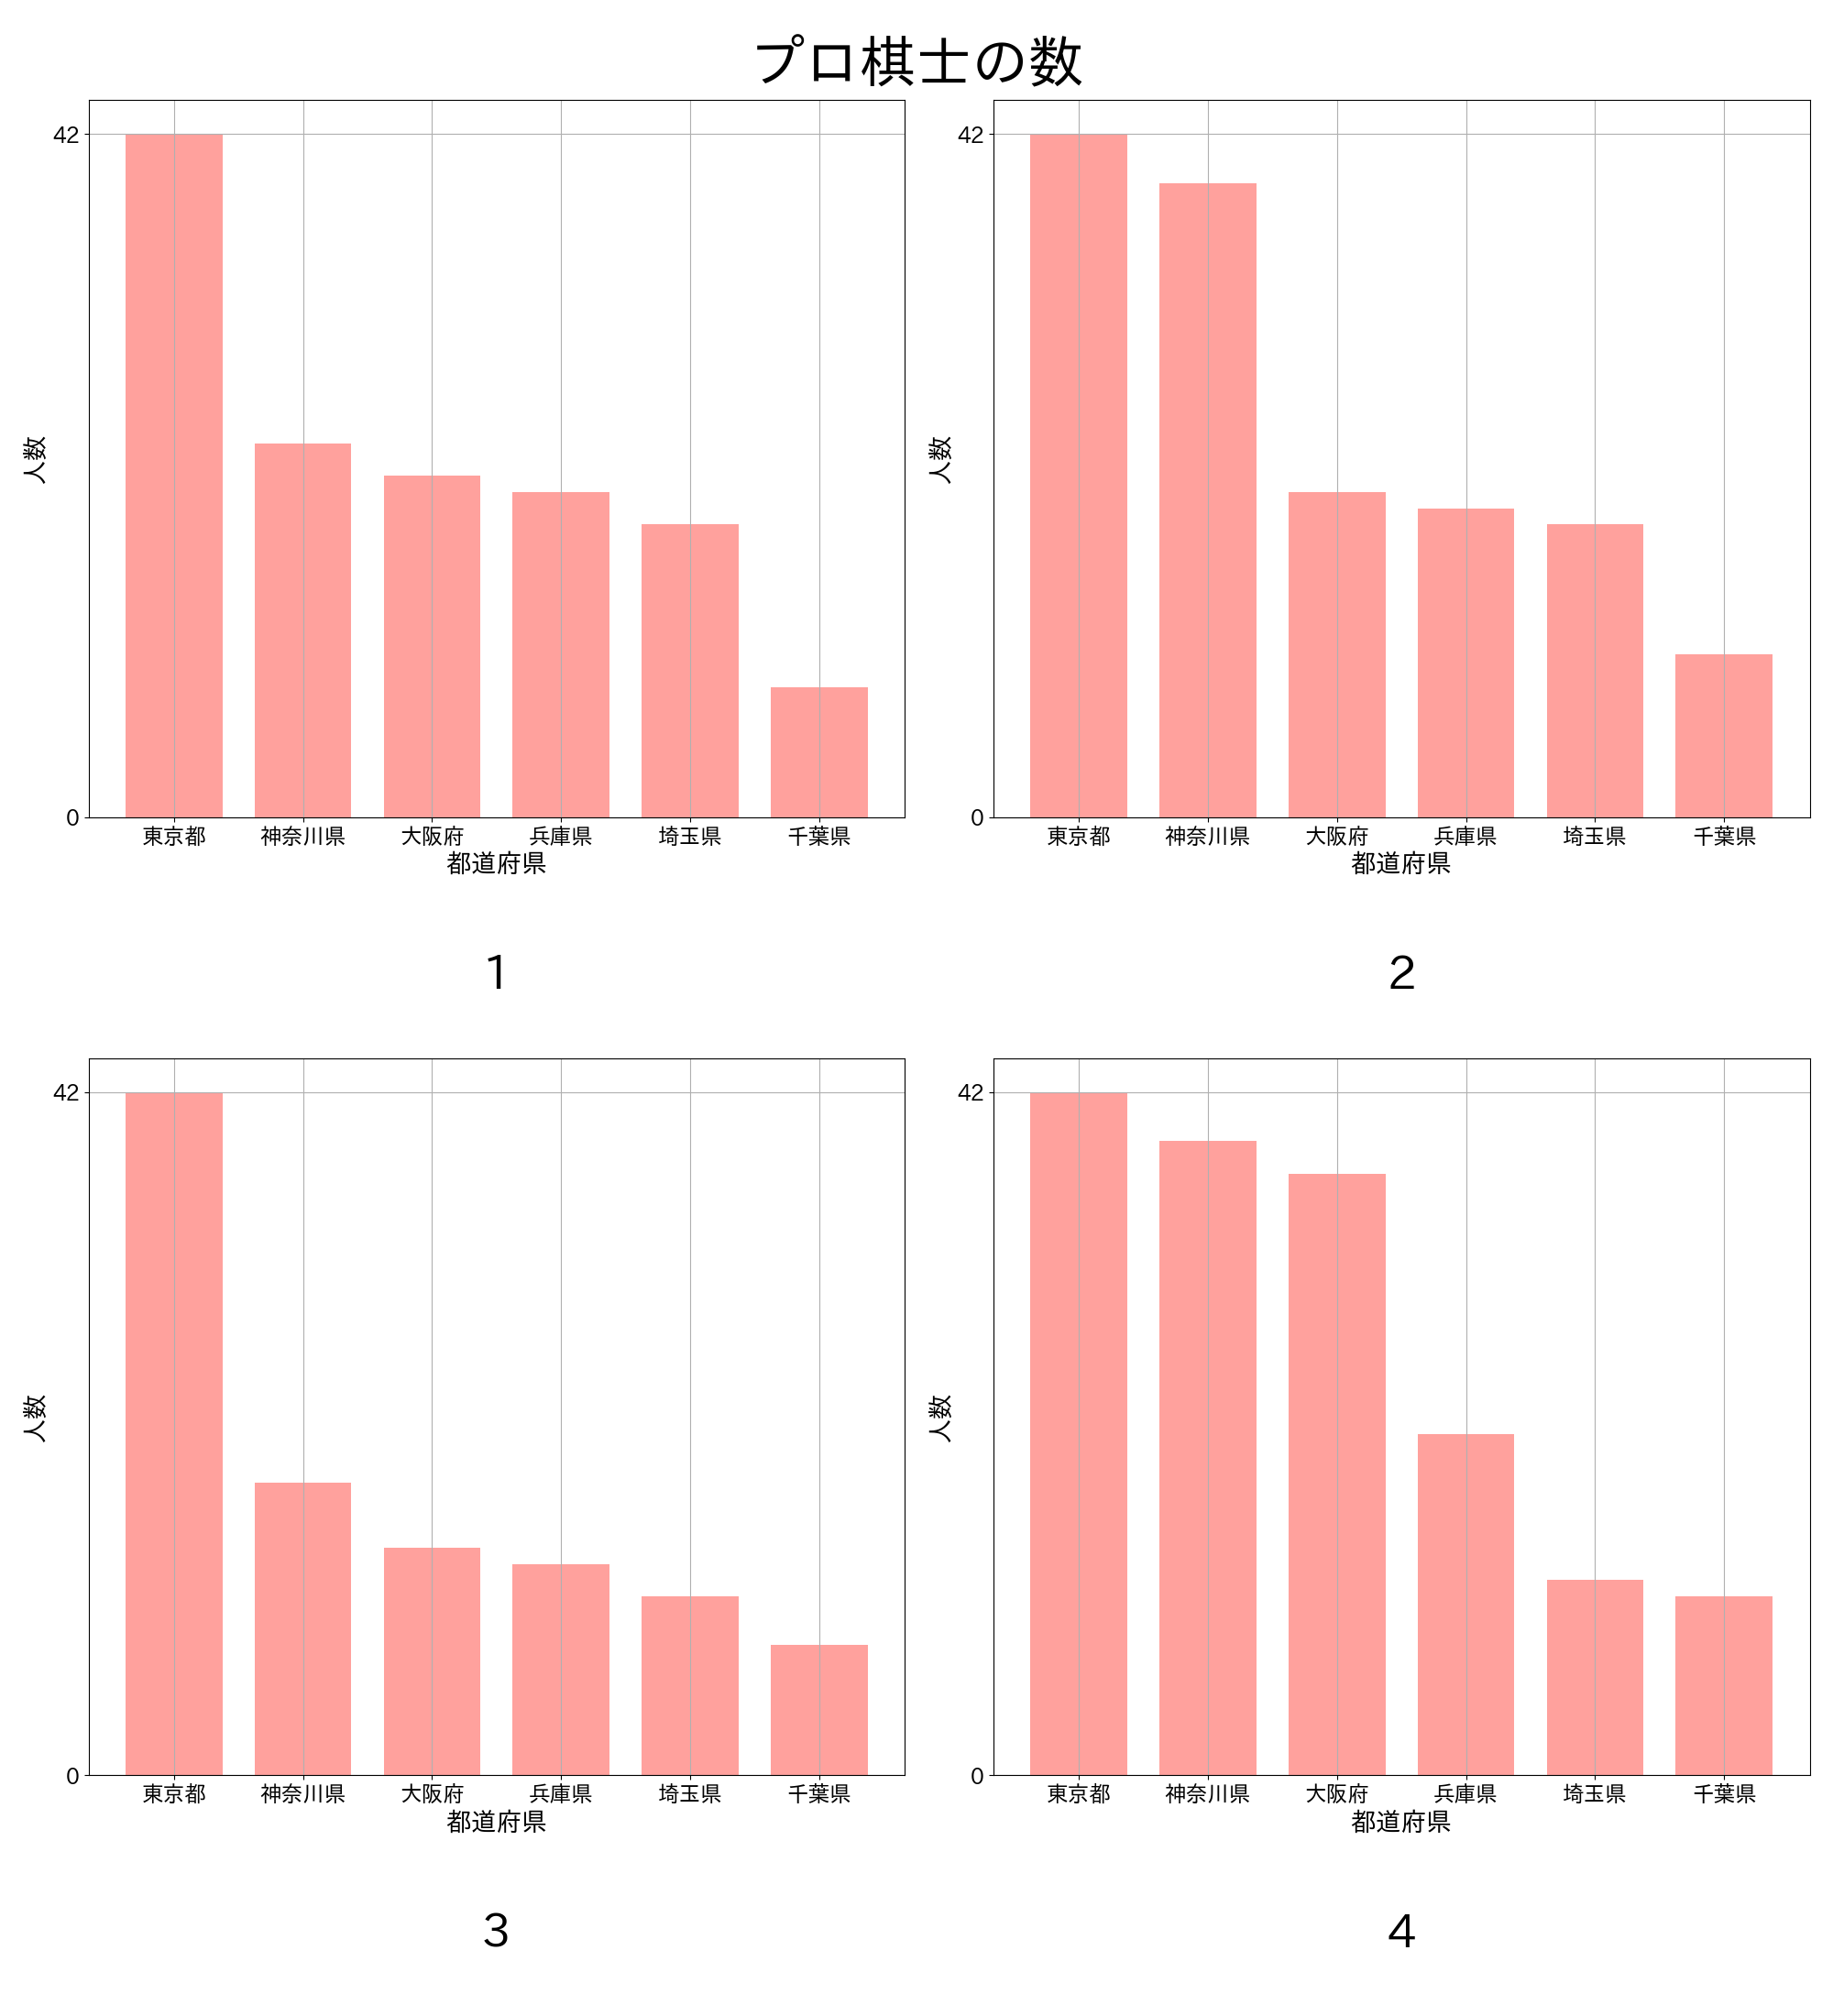 プロ棋士の数
42
0
人数
東京都 神奈川県 大阪府 兵庫県 埼玉県 千葉県
都道府県
1
42
0
人数
東京都 神奈川県 大阪府 兵庫県 埼玉県 千葉県
都道府県
2
42
0
人数
東京都 神奈川県 大阪府 兵庫県 埼玉県 千葉県
都道府県
3
42
0
人数
東京都 神奈川県 大阪府 兵庫県 埼玉県 千葉県
都道府県
4